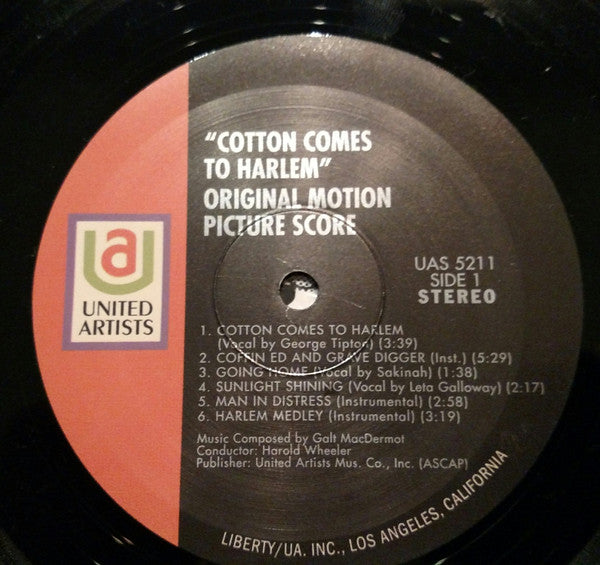 "COTTON COMES
TO HARLEM"
ORIGINAL MOTION
PICTURE SCORE
ua
UNITED
ARTISTS
UAS 5211
SIDE 1
STEREO
1. COTTON COMES TO HARLEM
(Vocal by George Tipton) (3:39)
2. COFFIN ED AND GRAVE DIGGER (Inst.) (5:29)
3. GOING HOME (Vocal by Sakinah) (1:38)
4. SUNLIGHT SHINING (Vocal by Leta Galloway) (2:17)
5. MAN IN DISTRESS (Instrumental) (2:58)
6. HARLEM MEDLEY (Instrumental) (3:19)
Music Composed by Galt MacDermot
Conductor: Harold Wheeler
Publisher: United Artists Mus. Co., Inc. (ASCAP)
LIBERTY/UA. INC., LOS ANGELES, CALIFORNIA